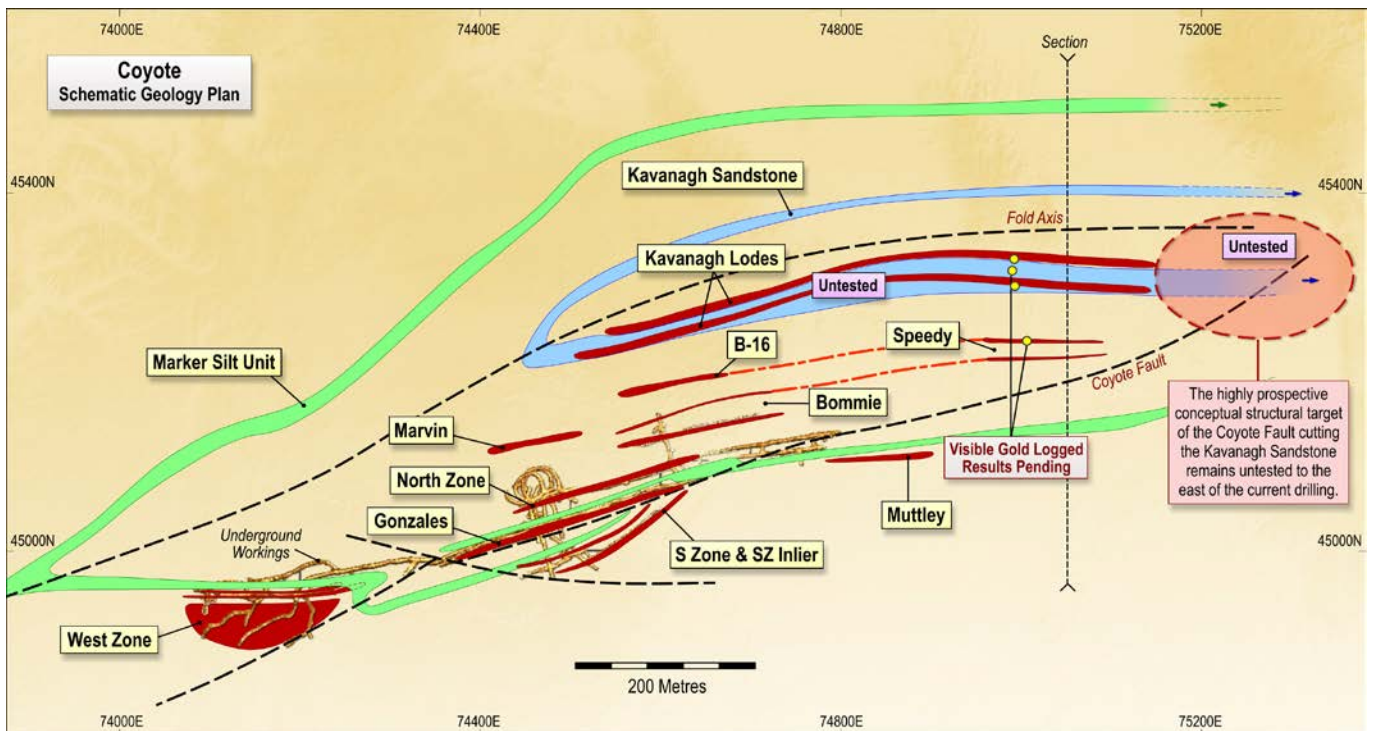 74000E
74400E
74800E
75200E
Section
Coyote
Schematic Geology Plan
45400N
45400N
Kavanagh Sandstone
Fold Axis
Untested
Kavanagh Lodes
Untested
Speedy
B-16
Marker Silt Unit
Coyote Fault
Bommie
Marvin
The highly prospective
conceptual structural target
of the Coyote Fault cutting
the Kavanagh Sandstone
remains untested to the
east of the current drilling.
Visible Gold Logged
Results Pending
North Zone
Gonzales
Muttley
Underground
Workings
S Zone & SZ Inlier
45000N
45000N
West Zone
200 Metres
74000E
74400E
74800E
75200E